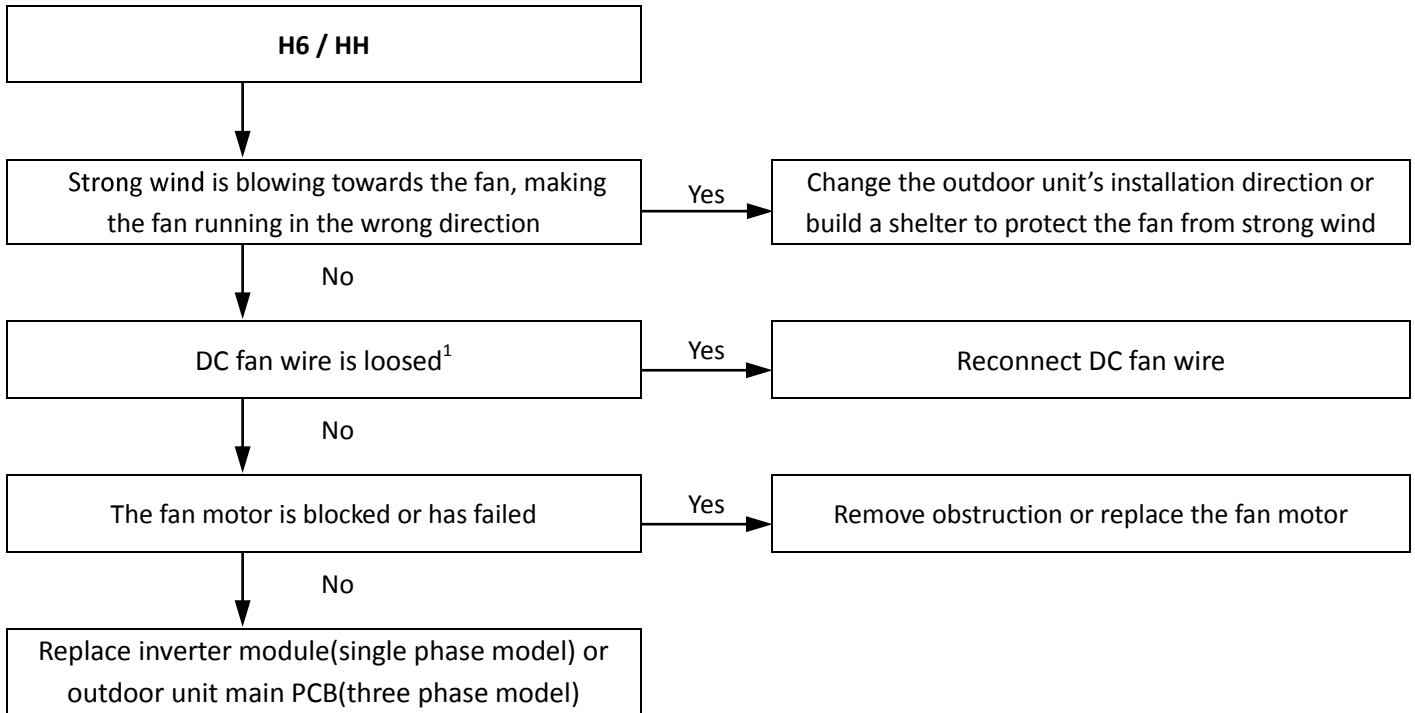 H6 / HH
Strong wind is blowing towards the fan, making
the fan running in the wrong direction
Yes
Change the outdoor unit’s installation direction or
build a shelter to protect the fan from strong wind
No
DC fan wire is loosed¹
Yes
Reconnect DC fan wire
No
The fan motor is blocked or has failed
Yes
Remove obstruction or replace the fan motor
No
Replace inverter module(single phase model) or
outdoor unit main PCB(three phase model)